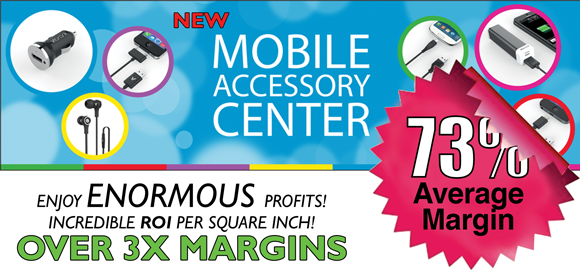 NEW
MOBILE
ACCESSORY
CENTER
73%
Average
Margin
ENJOY ENORMOUS PROFITS!
INCREDIBLE ROI PER SQUARE INCH!
OVER 3X MARGINS